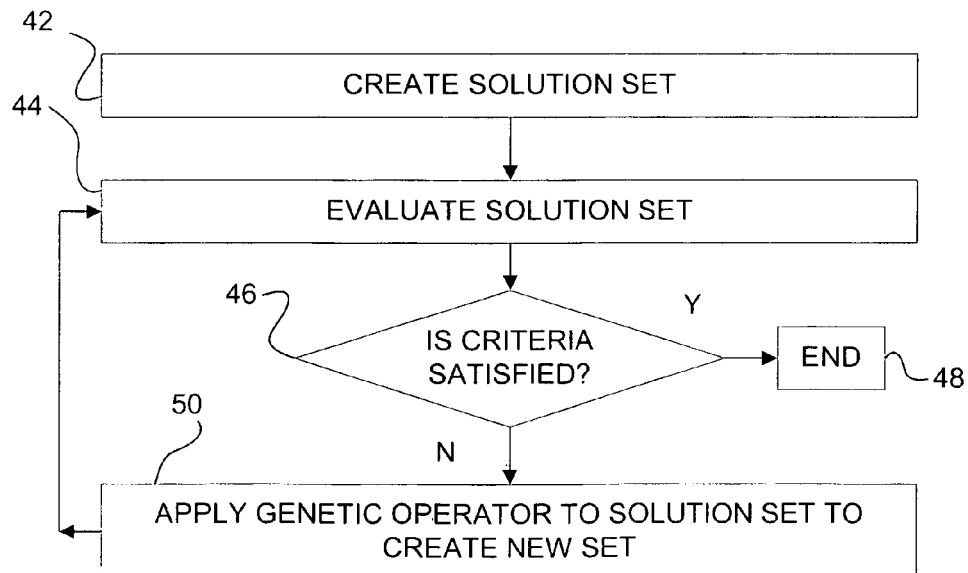 42
CREATE SOLUTION SET
44
EVALUATE SOLUTION SET
46
IS CRITERIA
SATISFIED?
Y
END
48
50
N
APPLY GENETIC OPERATOR TO SOLUTION SET TO
CREATE NEW SET